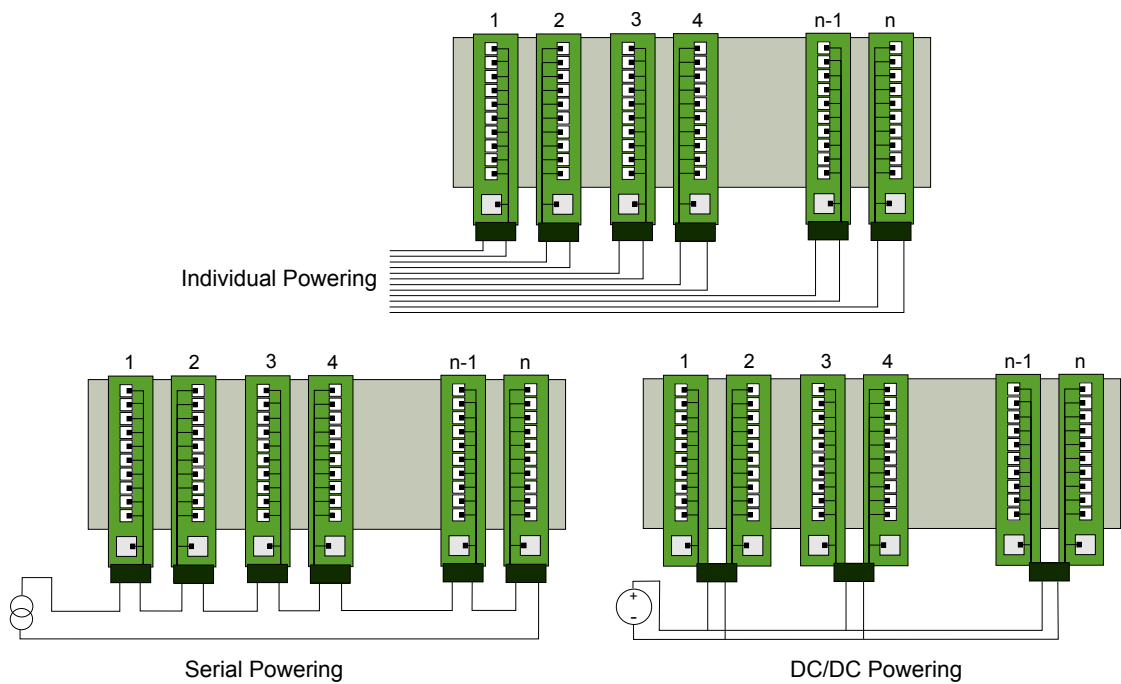 1 2 3 4 n-1 n
Individual Powering
1 2 3 4 n-1 n
Serial Powering
1 2 3 4 n-1 n
+
-
DC/DC Powering